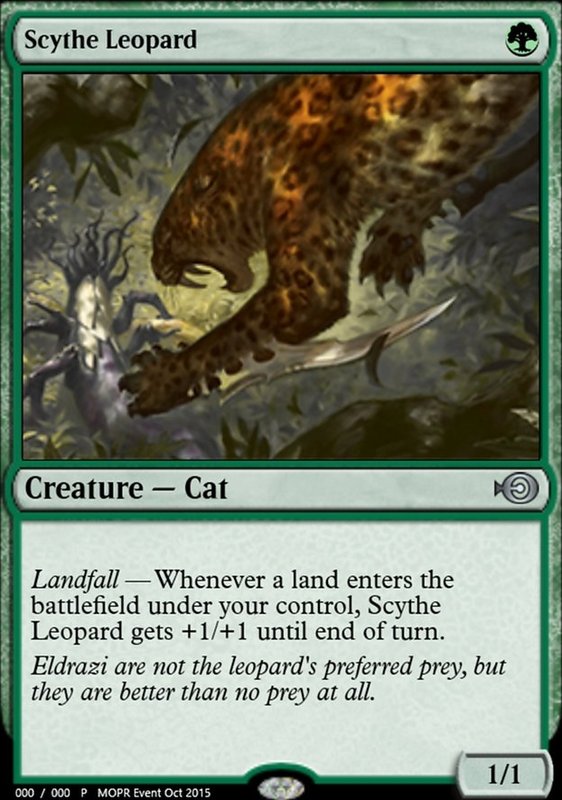 Scythe Leopard
Creature — Cat
Landfall — Whenever a land enters the
battlefield under your control, Scythe
Leopard gets +1/+1 until end of turn.
Eldrazi are not the leopard's preferred prey, but
they are better than no prey at all.
1/1
000 / 000 P MOPR Event Oct 2015